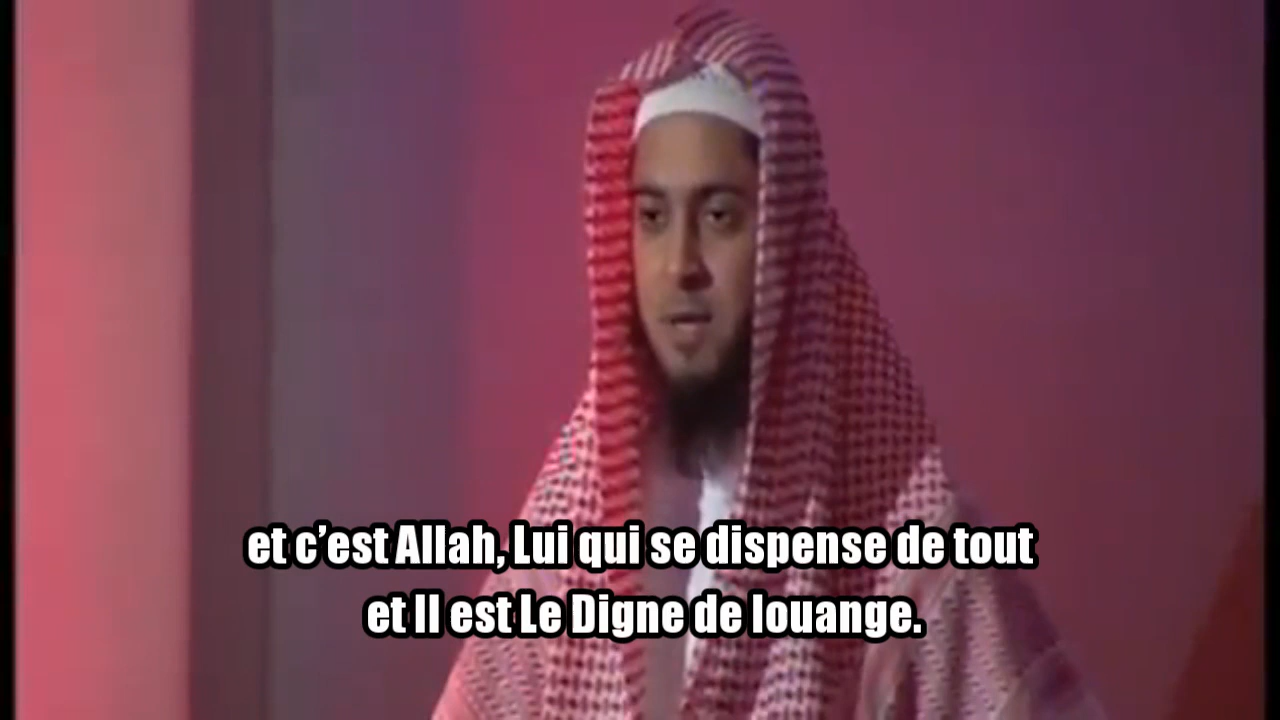 et c’est Allah, Lui qui se dispense de tout
et Il est Le Digne de louange.